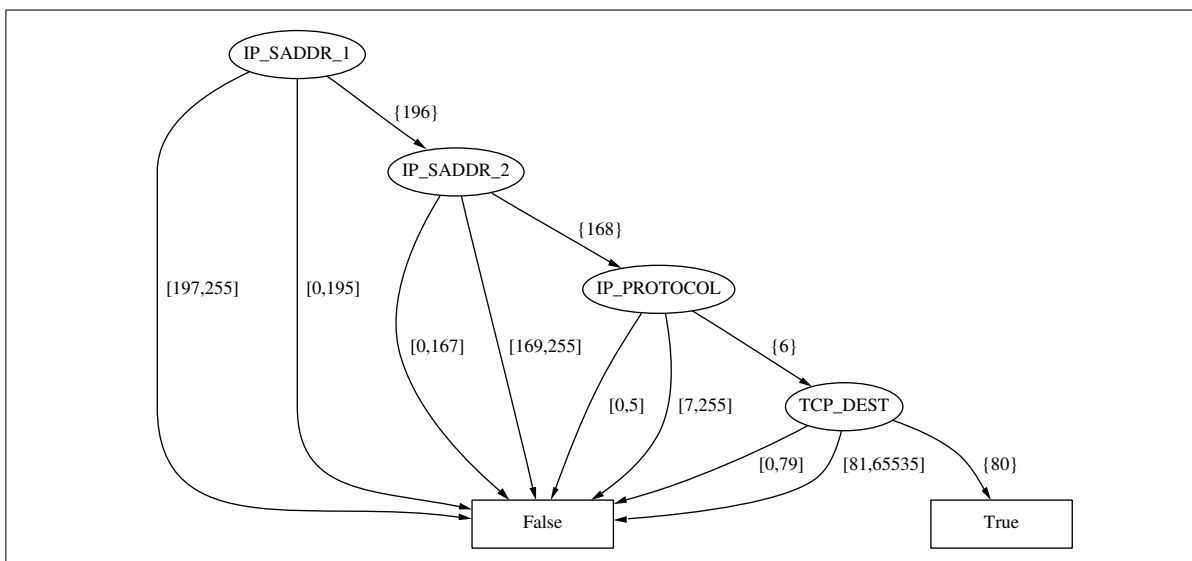 IP_SADDR_1
{196}
IP_SADDR_2
{168}
[197,255]
[0,195]
IP_PROTOCOL
[0,167]
[169,255]
{6}
[0,5]
[7,255]
TCP_DEST
[0,79]
[81,65535]
{80}
False
True